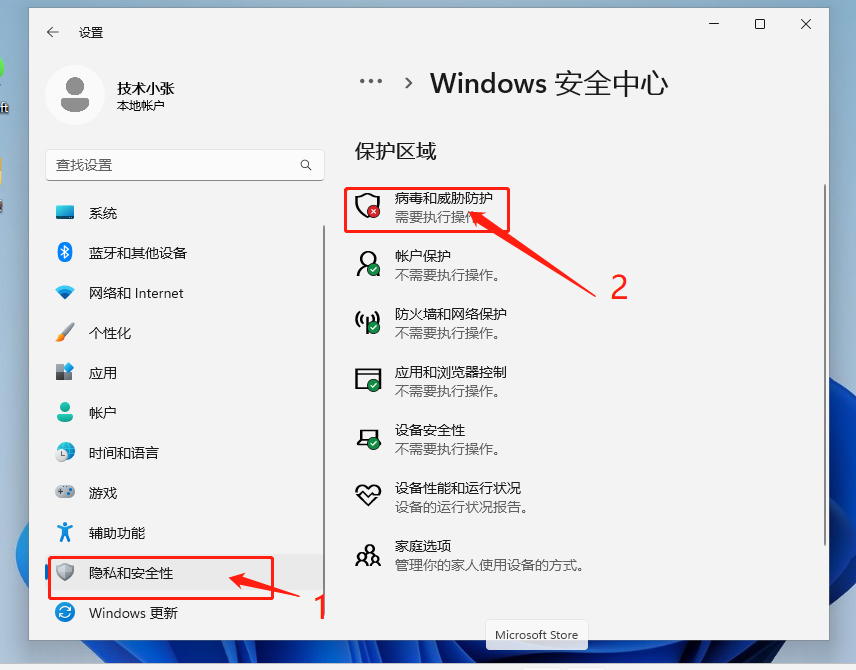 设置
技术小张
本地帐户
查找设置
系统
蓝牙和其他设备
网络和 Internet
个性化
应用
帐户
时间和语言
游戏
辅助功能
隐私和安全性
1
Windows 更新
Windows 安全中心
保护区域
病毒和威胁防护
需要执行操作
2
帐户保护
不需要执行操作。
防火墙和网络保护
不需要执行操作。
应用和浏览器控制
不需要执行操作。
设备安全性
不需要执行操作。
设备性能和运行状况
设备的运行状况报告。
家庭选项
管理你的家人使用设备的方式。
Microsoft Store